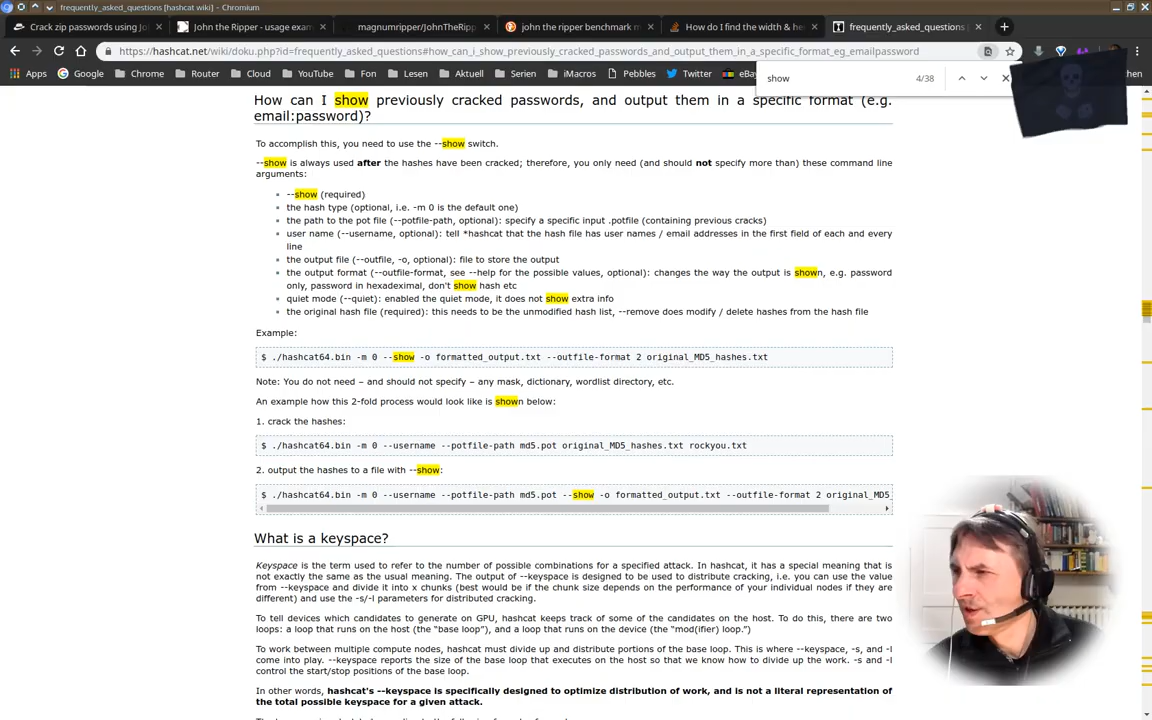 frequently_asked_questions [hashcat wiki] - Chromium
Crack zip passwords using Jo
John the Ripper - usage exam
magnumripper/JohnTheRipp
john the ripper benchmark m
How do I find the width & he
frequently_asked_questions
https://hashcat.net/wiki/doku.php?id=frequently_asked_questions#how_can_i_show_previously_cracked_passwords_and_output_them_in_a_specific_format_eg_emailpassword
Apps Google Chrome Router Cloud YouTube Fon Lesen Aktuell Serien iMacros Pebbles Twitter eBay
show 4/38
How can I show previously cracked passwords, and output them in a specific format (e.g.
email:password)?
To accomplish this, you need to use the --show switch.
--show is always used after the hashes have been cracked; therefore, you only need (and should not specify more than) these command line
arguments:
--show (required)
the hash type (optional, i.e. -m 0 is the default one)
the path to the pot file (--potfile-path, optional): specify a specific input .potfile (containing previous cracks)
user name (--username, optional): tell *hashcat that the hash file has user names / email addresses in the first field of each and every
line
the output file (--outfile, -o, optional): file to store the output
the output format (--outfile-format, see --help for the possible values, optional): changes the way the output is shown, e.g. password
only, password in hexadeximal, don't show hash etc
quiet mode (--quiet): enabled the quiet mode, it does not show extra info
the original hash file (required): this needs to be the unmodified hash list, --remove does modify / delete hashes from the hash file
Example:
$ ./hashcat64.bin -m 0 --show -o formatted_output.txt --outfile-format 2 original_MD5_hashes.txt
Note: You do not need – and should not specify – any mask, dictionary, wordlist directory, etc.
An example how this 2-fold process would look like is shown below:
1. crack the hashes:
$ ./hashcat64.bin -m 0 --username --potfile-path md5.pot original_MD5_hashes.txt rockyou.txt
2. output the hashes to a file with --show:
$ ./hashcat64.bin -m 0 --username --potfile-path md5.pot --show -o formatted_output.txt --outfile-format 2 original_MD5_
What is a keyspace?
Keyspace is the term used to refer to the number of possible combinations for a specified attack. In hashcat, it has a special meaning that is
not exactly the same as the usual meaning. The output of --keyspace is designed to be used to distribute cracking, i.e. you can use the value
from --keyspace and divide it into x chunks (best would be if the chunk size depends on the performance of your individual nodes if they are
different) and use the -s/-l parameters for distributed cracking.
To tell devices which candidates to generate on GPU, hashcat keeps track of some of the candidates on the host. To do this, there are two
loops: a loop that runs on the host (the "base loop"), and a loop that runs on the device (the "mod(ifier) loop.")
To work between multiple compute nodes, hashcat must divide up and distribute portions of the base loop. This is where --keyspace, -s, and -l
come into play. --keyspace reports the size of the base loop that executes on the host so that we know how to divide up the work. -s and -l
control the start/stop positions of the base loop.
In other words, hashcat's --keyspace is specifically designed to optimize distribution of work, and is not a literal representation of
the total possible keyspace for a given attack.